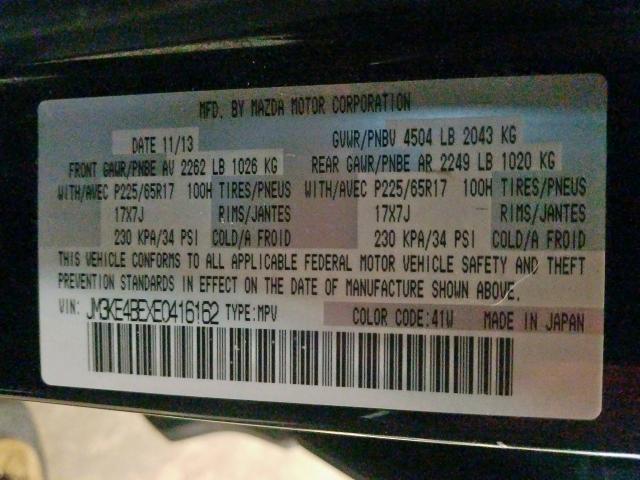 MFD. BY MAZDA MOTOR CORPORATION
DATE 11/13 GVWR/PNBV 4504 LB 2043 KG
FRONT GAWR/PNBE AV 2262 LB 1026 KG REAR GAWR/PNBE AR 2249 LB 1020 KG
WITH/AVEC P225/65R17 100H TIRES/PNEUS WITH/AVEC P225/65R17 100H TIRES/PNEUS
17X7J RIMS/JANTES 17X7J RIMS/JANTES
230 KPA/34 PSI COLD/A FROID 230 KPA/34 PSI COLD/A FROID
THIS VEHICLE CONFORMS TO ALL APPLICABLE FEDERAL MOTOR VEHICLE SAFETY AND THEFT
PREVENTION STANDARDS IN EFFECT ON THE DATE OF MANUFACTURE SHOWN ABOVE.
VIN: JM3KE4BEXE0416162 TYPE:MPV COLOR CODE:41W MADE IN JAPAN